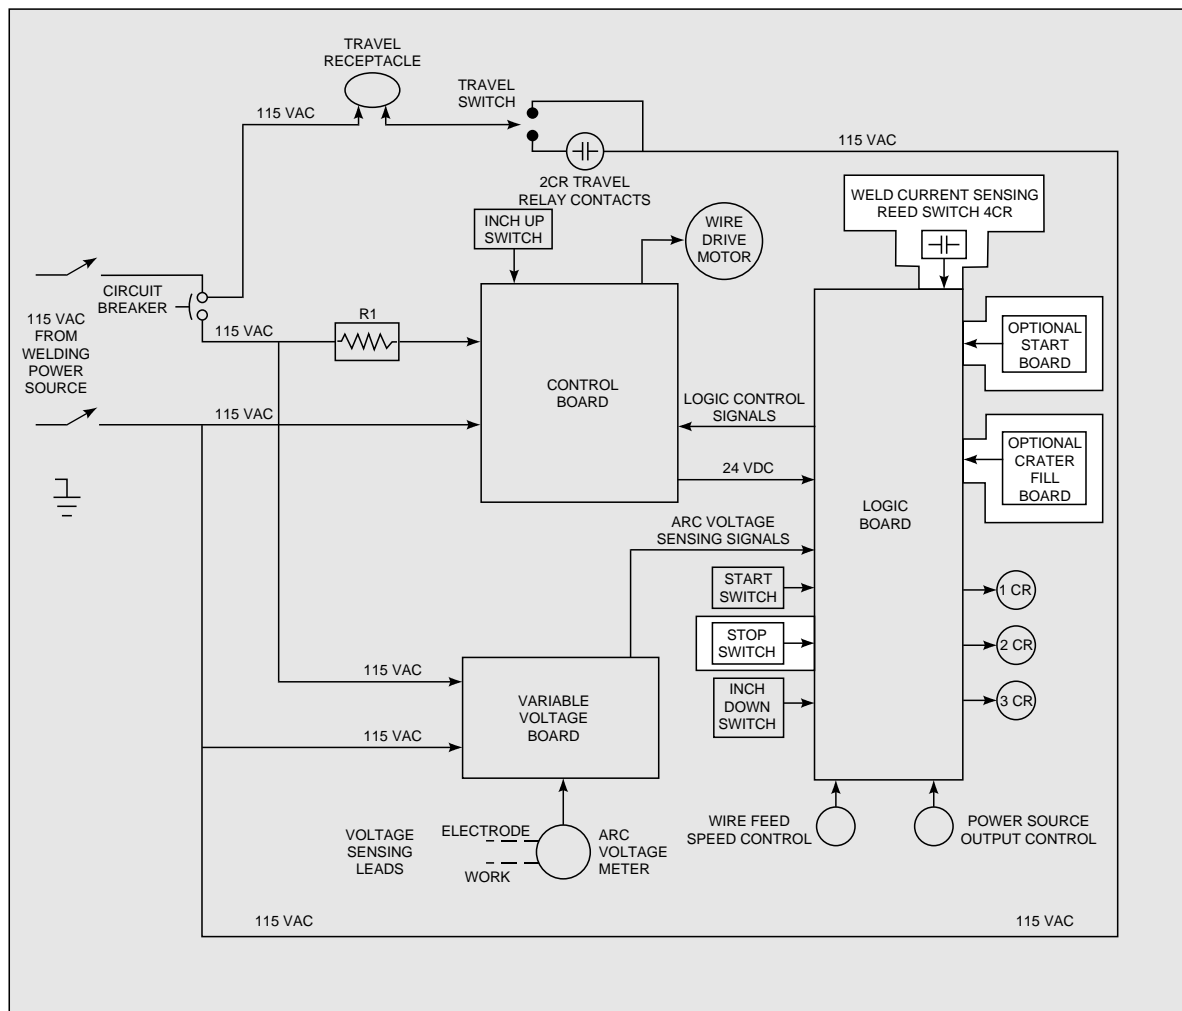 TRAVEL
RECEPTACLE
115 VAC
TRAVEL
SWITCH
115 VAC
2CR TRAVEL
RELAY CONTACTS
WELD CURRENT SENSING
REED SWITCH 4CR
INCH UP
SWITCH
WIRE
DRIVE
MOTOR
CIRCUIT
BREAKER
115 VAC
FROM
WELDING
POWER
SOURCE
115 VAC
R1
OPTIONAL
START
BOARD
CONTROL
BOARD
LOGIC CONTROL
SIGNALS
115 VAC
OPTIONAL
CRATER
FILL
BOARD
24 VDC
LOGIC
BOARD
ARC VOLTAGE
SENSING SIGNALS
START
SWITCH
1 CR
STOP
SWITCH
2 CR
115 VAC
INCH
DOWN
SWITCH
3 CR
VARIABLE
VOLTAGE
BOARD
115 VAC
WIRE FEED
SPEED CONTROL
POWER SOURCE
OUTPUT CONTROL
VOLTAGE
SENSING
LEADS
ELECTRODE
WORK
ARC
VOLTAGE
METER
115 VAC
115 VAC